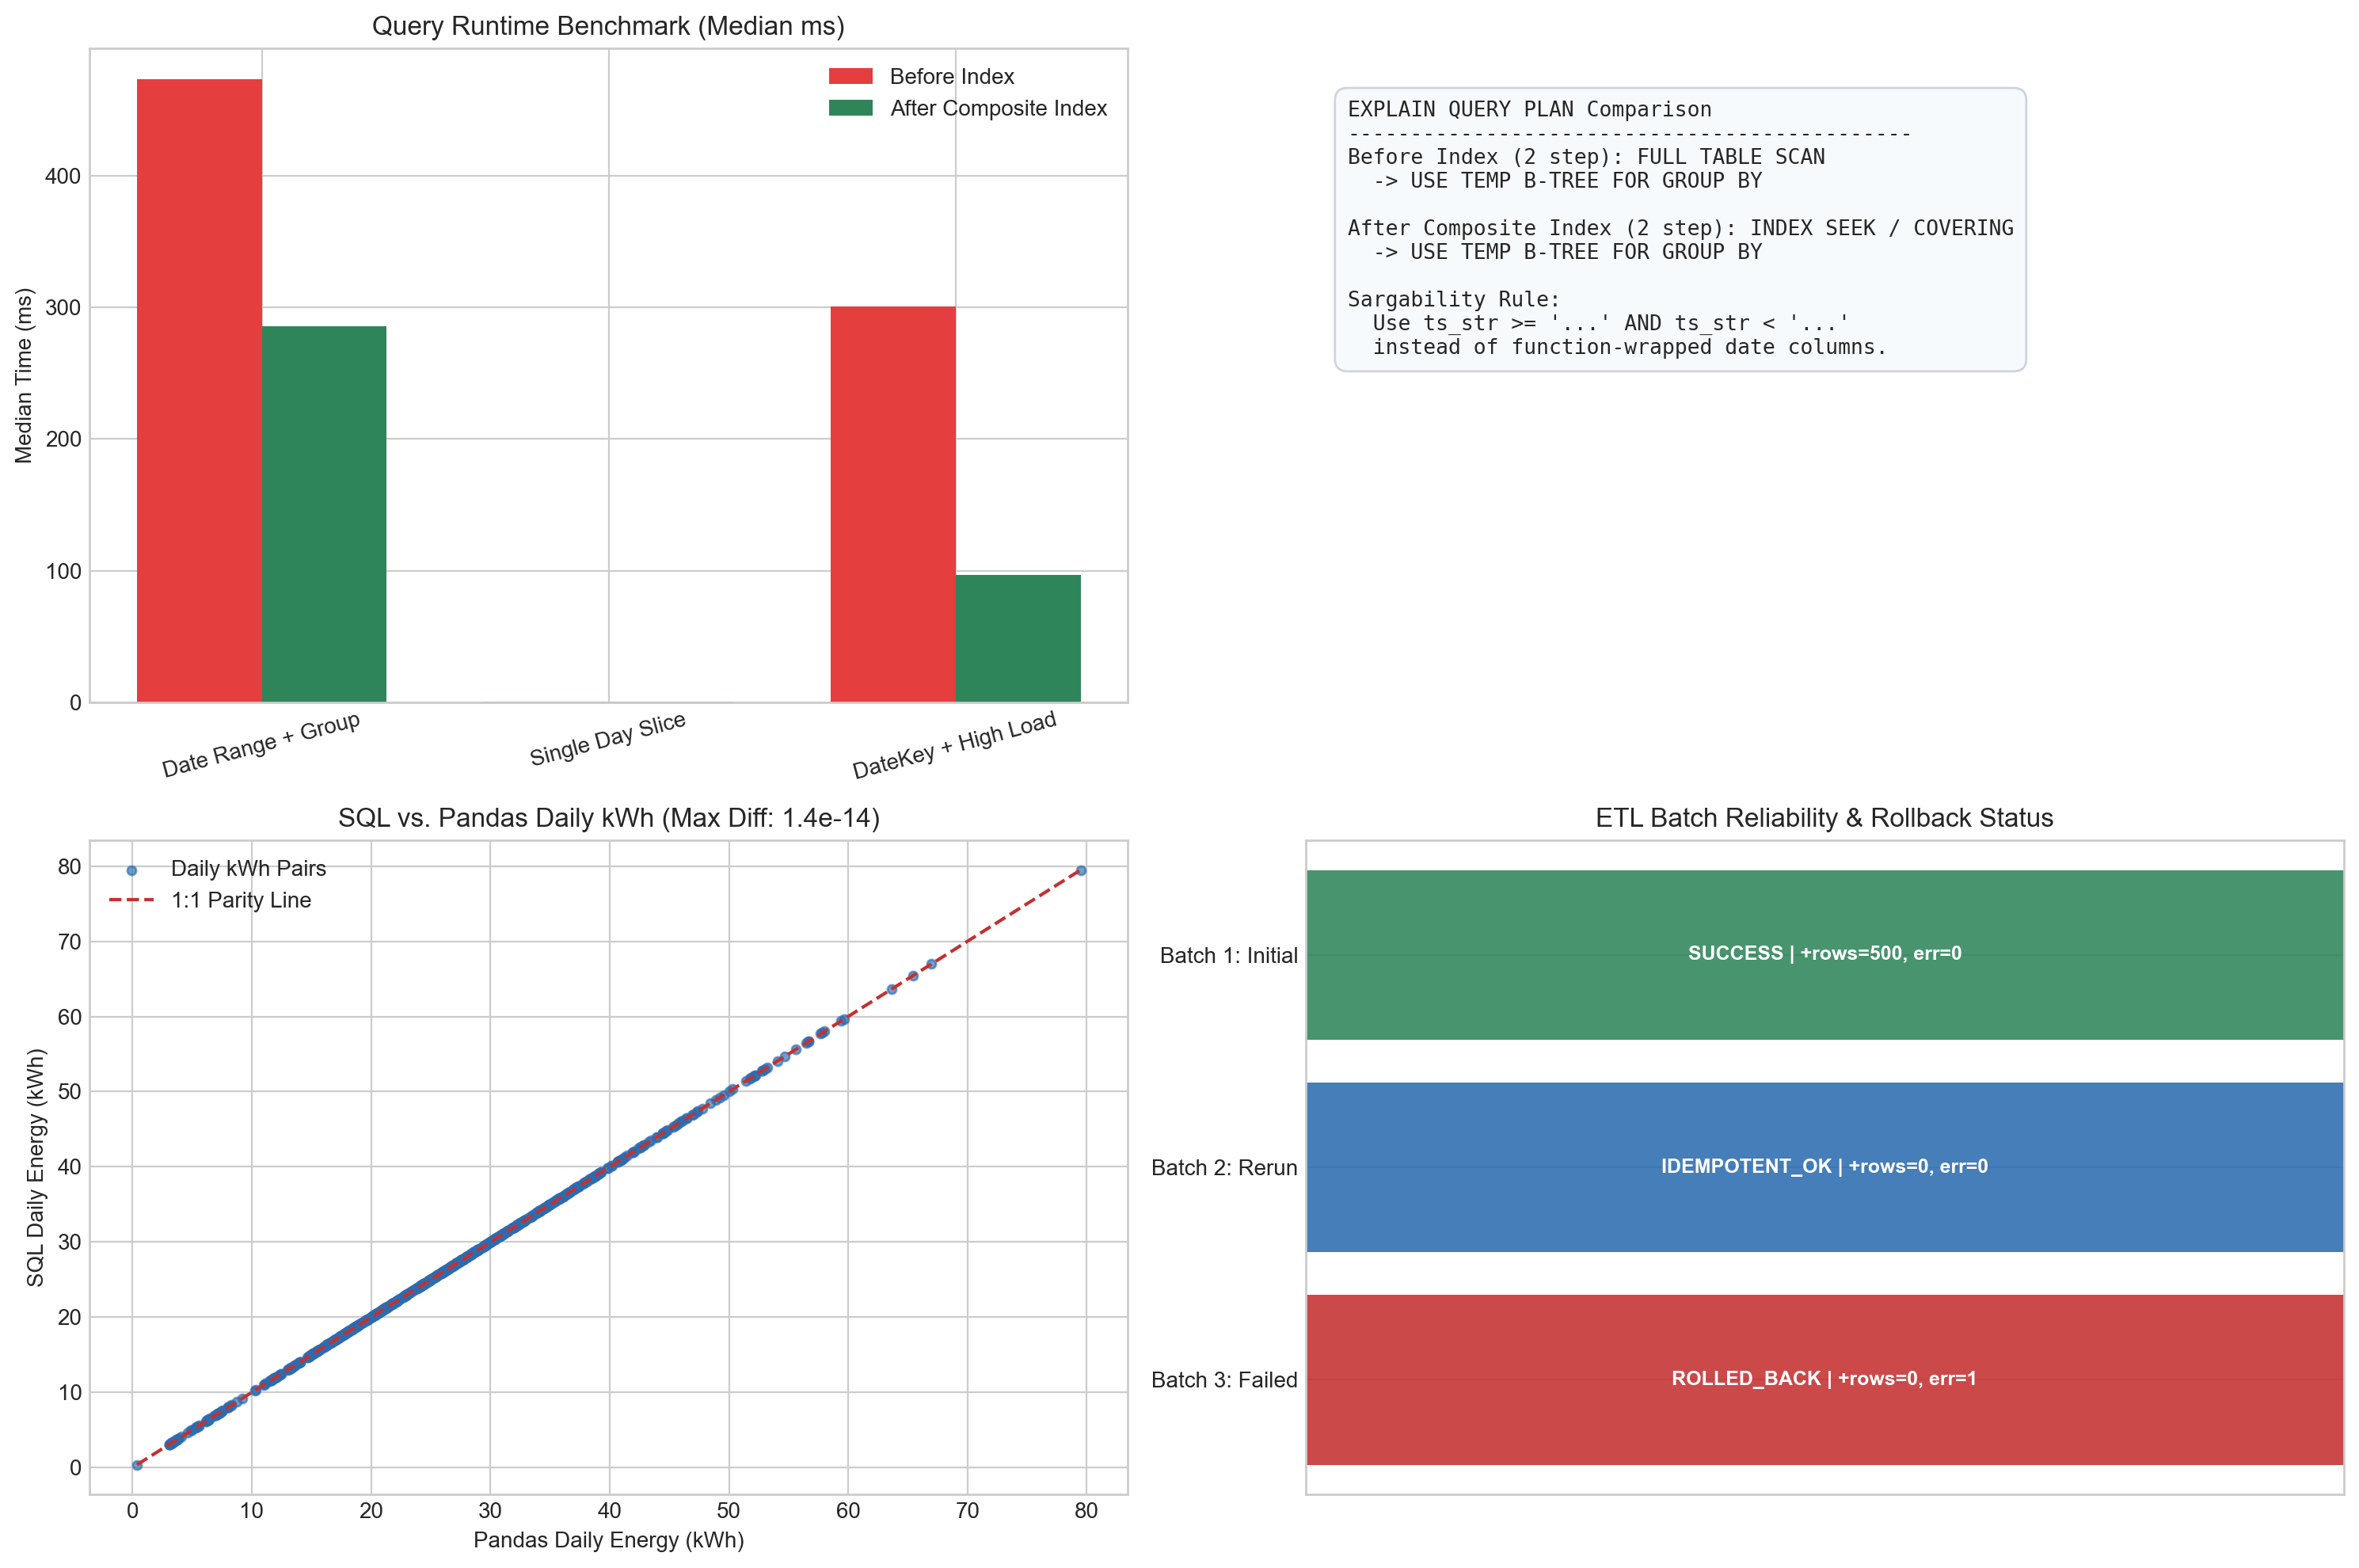 Query Runtime Benchmark (Median ms)
Before Index
After Composite Index
Median Time (ms)
400
300
200
100
0
Date Range + Group
Single Day Slice
DateKey + High Load
EXPLAIN QUERY PLAN Comparison
---------------------------------------------
Before Index (2 step): FULL TABLE SCAN
  -> USE TEMP B-TREE FOR GROUP BY
After Composite Index (2 step): INDEX SEEK / COVERING
  -> USE TEMP B-TREE FOR GROUP BY
Sargability Rule:
  Use ts_str >= '...' AND ts_str < '...'
  instead of function-wrapped date columns.
SQL vs. Pandas Daily kWh (Max Diff: 1.4e-14)
Daily kWh Pairs
1:1 Parity Line
SQL Daily Energy (kWh)
80
70
60
50
40
30
20
10
0
0 10 20 30 40 50 60 70 80
Pandas Daily Energy (kWh)
ETL Batch Reliability & Rollback Status
Batch 1: Initial
SUCCESS | +rows=500, err=0
Batch 2: Rerun
IDEMPOTENT_OK | +rows=0, err=0
Batch 3: Failed
ROLLED_BACK | +rows=0, err=1